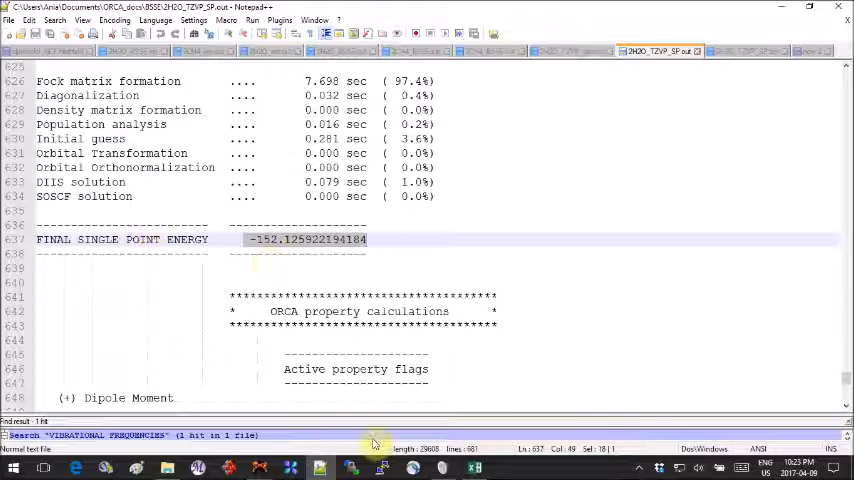 C:\Users\Ania\Documents\ORCA_docs\BSSE\2H2O_TZVP_SP.out - Notepad++
File Edit Search View Encoding Language Settings Macro Run Plugins Window ?
2H2O_TZVP_SP.out
625
626 Fock matrix formation .... 7.698 sec ( 97.4%)
627 Diagonalization .... 0.032 sec ( 0.4%)
628 Density matrix formation .... 0.000 sec ( 0.0%)
629 Population analysis .... 0.016 sec ( 0.2%)
630 Initial guess .... 0.281 sec ( 3.6%)
631 Orbital Transformation .... 0.000 sec ( 0.0%)
632 Orbital Orthonormalization .... 0.000 sec ( 0.0%)
633 DIIS solution .... 0.079 sec ( 1.0%)
634 SOSCF solution .... 0.000 sec ( 0.0%)
635
636 ------------------------- --------------------
637 FINAL SINGLE POINT ENERGY -152.125922194184
638 ------------------------- --------------------
639
641 ***************************************
642 * ORCA property calculations *
643 ***************************************
644
645 ---------------------
646 Active property flags
647 ---------------------
648 (+) Dipole Moment
Find result - 1 hit
Search "VIBRATIONAL FREQUENCIES" (1 hit in 1 file)
Normal text file length : 29608 lines : 681 Ln : 637 Col : 49 Sel : 18 | 1 Dos\Windows ANSI INS
ENG US
10:23 PM
2017-04-09